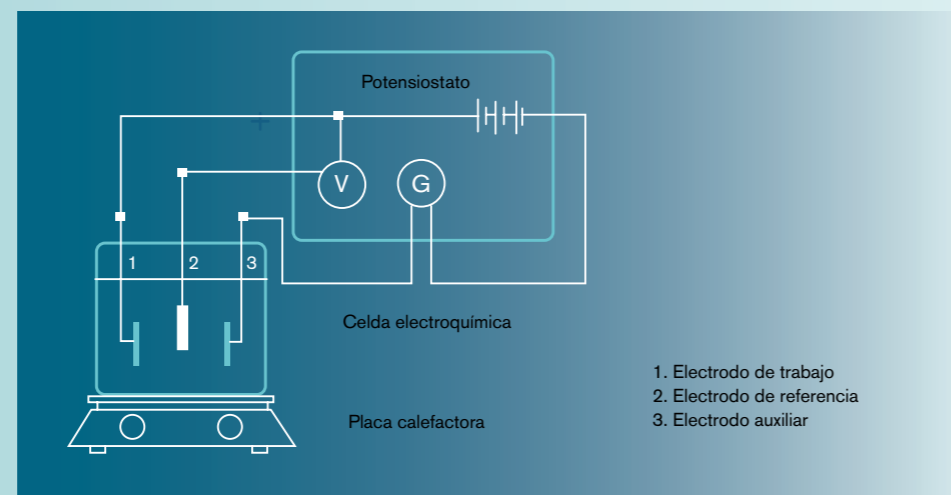 Potensiostato
+
V
G
1
2
3
Celda electroquímica
Placa calefactora
1. Electrodo de trabajo
2. Electrodo de referencia
3. Electrodo auxiliar